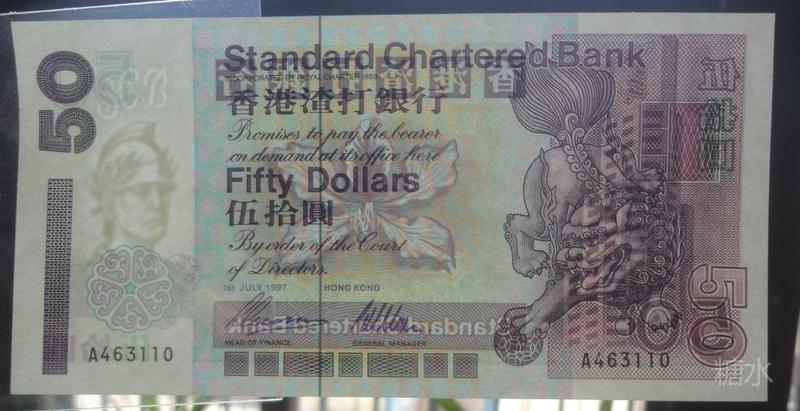 50
Standard Chartered Bank
INCORPORATED BY ROYAL CHARTER 1853
香港渣打銀行
Promises to pay the bearer
on demand at its office here
Fifty Dollars
伍拾圓
By order of the Court
of Directors.
1st JULY 1997 HONG KONG
HEAD OF FINANCE GENERAL MANAGER
A463110 A463110
50
糖水